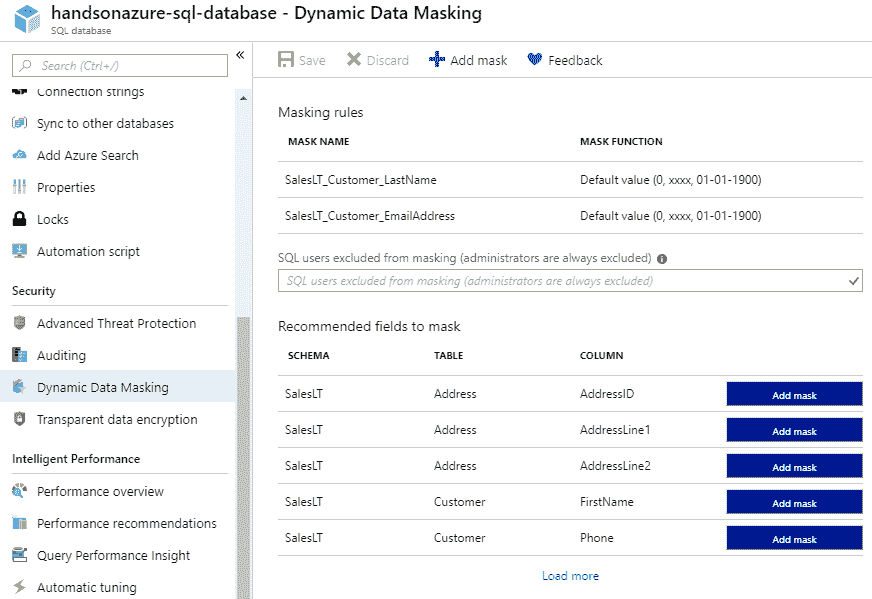 handsonazure-sql-database - Dynamic Data Masking
SQL database
Search (Ctrl+/)
«
Connection strings
Sync to other databases
Add Azure Search
Properties
Locks
Automation script
Security
Advanced Threat Protection
Auditing
Dynamic Data Masking
Transparent data encryption
Intelligent Performance
Performance overview
Performance recommendations
Query Performance Insight
Automatic tuning
Save Discard Add mask Feedback
Masking rules
MASK NAME MASK FUNCTION
SalesLT_Customer_LastName Default value (0, xxxx, 01-01-1900)
SalesLT_Customer_EmailAddress Default value (0, xxxx, 01-01-1900)
SQL users excluded from masking (administrators are always excluded)
SQL users excluded from masking (administrators are always excluded)
Recommended fields to mask
SCHEMA TABLE COLUMN
SalesLT Address AddressID Add mask
SalesLT Address AddressLine1 Add mask
SalesLT Address AddressLine2 Add mask
SalesLT Customer FirstName Add mask
SalesLT Customer Phone Add mask
Load more